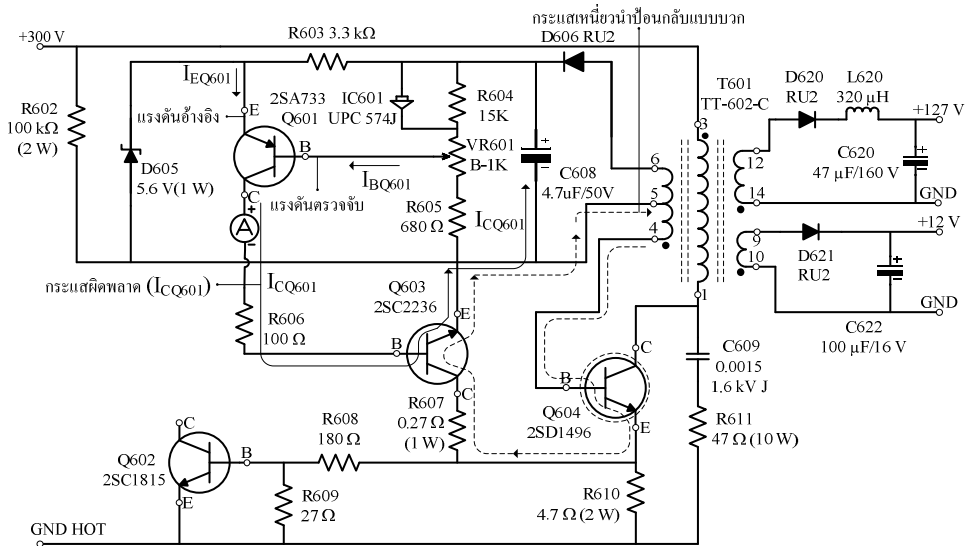 กระแสเหนี่ยวนำป้อนกลับแบบบวก
+300 V
R603 3.3 kΩ
D606 RU2
T601
TT-602-C
D620
RU2
L620
320 μH
+127 V
R602
100 kΩ
(2 W)
I_EQ601
E
2SA733
Q601
IC601
UPC 574J
R604
15K
3
แรงดันอ้างอิง
B
VR601
B-1K
6
12
C620
47 μF/160 V
D605
5.6 V(1 W)
I_BQ601
C608
4.7uF/50V
5
14
GND
C
แรงดันตรวจจับ
R605
680 Ω
I_CQ601
4
+12 V
+
A
-
9
10
D621
RU2
กระแสผิดพลาด (I_CQ601)
I_CQ601
Q603
2SC2236
1
GND
R606
100 Ω
E
C622
100 μF/16 V
B
C
C609
0.0015
1.6 kV J
C
R607
0.27 Ω
(1 W)
B
Q604
2SD1496
E
R611
47 Ω (10 W)
C
R608
180 Ω
Q602
2SC1815
B
E
R609
27 Ω
R610
4.7 Ω (2 W)
GND HOT